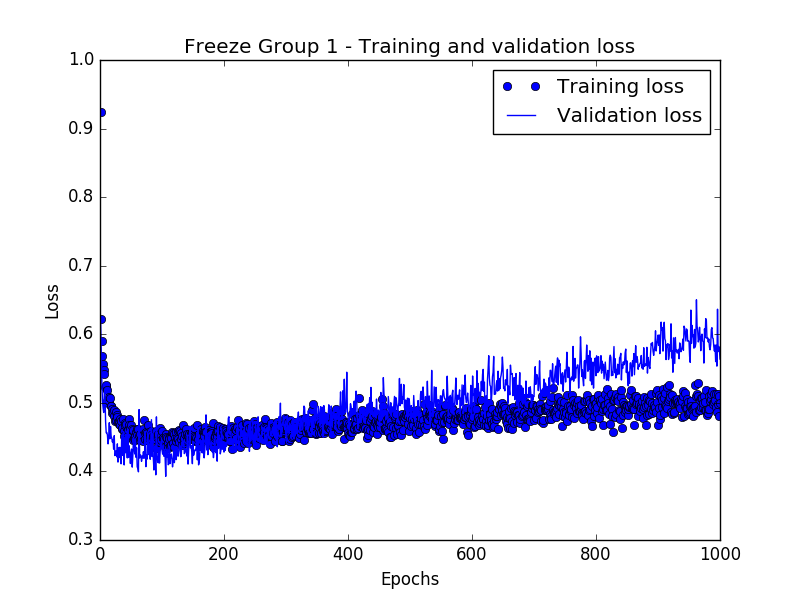 Freeze Group 1 - Training and validation loss
Training loss
Validation loss
1.0
0.9
0.8
0.7
0.6
0.5
0.4
0.3
Loss
0 200 400 600 800 1000
Epochs